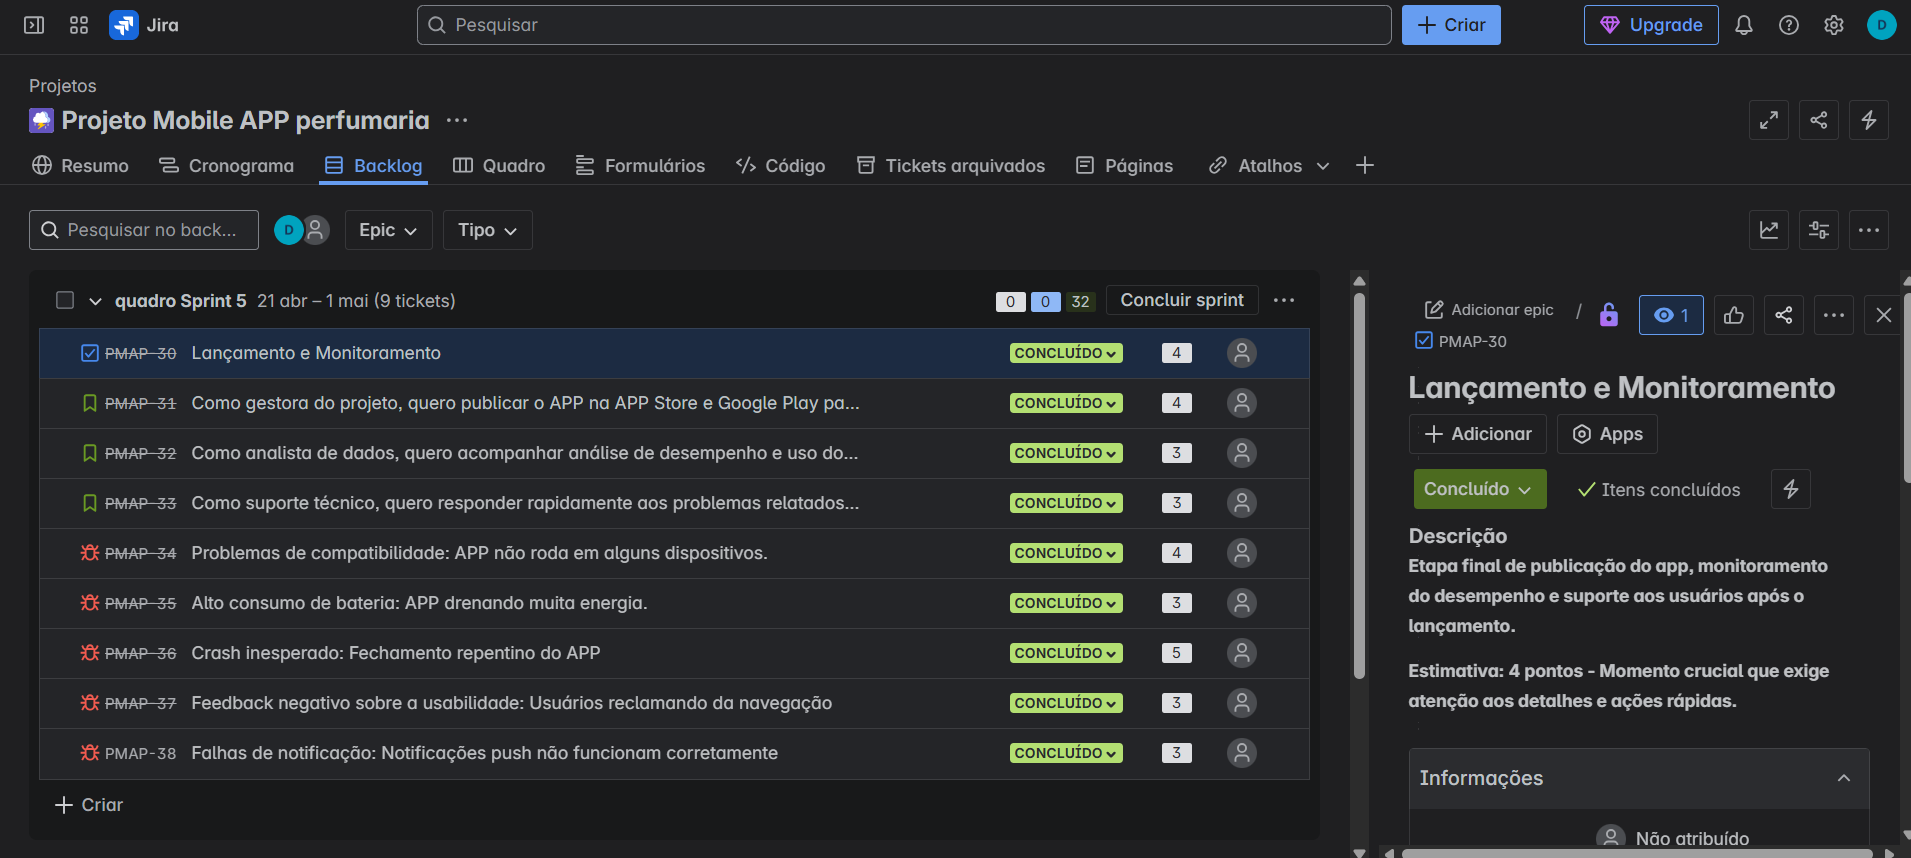 Jira
Pesquisar
Criar
Upgrade
D
Projetos
Projeto Mobile APP perfumaria
Resumo
Cronograma
Backlog
Quadro
Formulários
Código
Tickets arquivados
Páginas
Atalhos
Pesquisar no back...
D
Epic
Tipo
quadro Sprint 5 21 abr – 1 mai (9 tickets)
0 0 32
Concluir sprint
PMAP-30 Lançamento e Monitoramento CONCLUÍDO 4
PMAP-31 Como gestora do projeto, quero publicar o APP na APP Store e Google Play pa... CONCLUÍDO 4
PMAP-32 Como analista de dados, quero acompanhar análise de desempenho e uso do... CONCLUÍDO 3
PMAP-33 Como suporte técnico, quero responder rapidamente aos problemas relatados... CONCLUÍDO 3
PMAP-34 Problemas de compatibilidade: APP não roda em alguns dispositivos. CONCLUÍDO 4
PMAP-35 Alto consumo de bateria: APP drenando muita energia. CONCLUÍDO 3
PMAP-36 Crash inesperado: Fechamento repentino do APP CONCLUÍDO 5
PMAP-37 Feedback negativo sobre a usabilidade: Usuários reclamando da navegação CONCLUÍDO 3
PMAP-38 Falhas de notificação: Notificações push não funcionam corretamente CONCLUÍDO 3
Criar
Adicionar epic /
1
PMAP-30
Lançamento e Monitoramento
Adicionar
Apps
Concluído
Itens concluídos
Descrição
Etapa final de publicação do app, monitoramento
do desempenho e suporte aos usuários após o
lançamento.
Estimativa: 4 pontos - Momento crucial que exige
atenção aos detalhes e ações rápidas.
Informações
Não atribuído